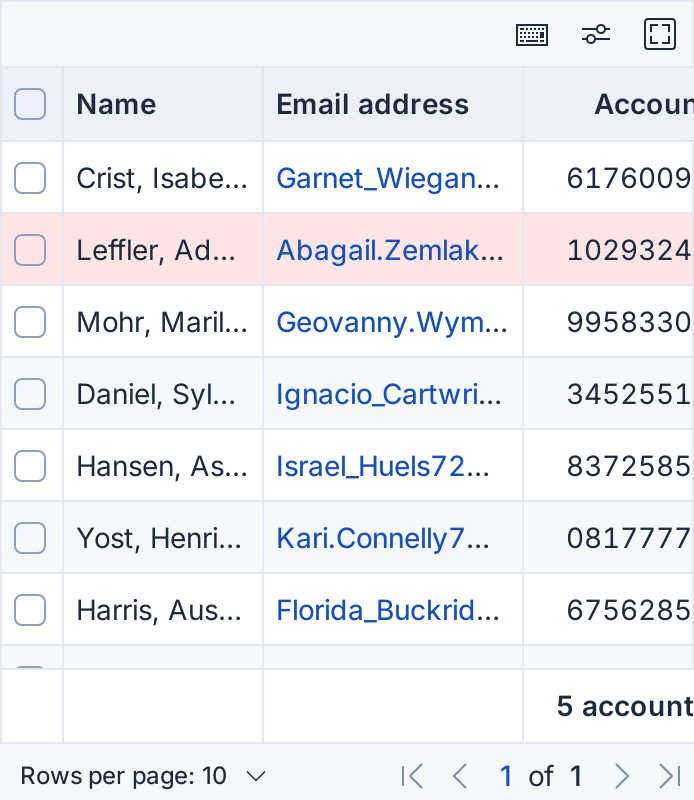 Name Email address Accoun
Crist, Isabe... Garnet_Wiegan... 6176009
Leffler, Ad... Abagail.Zemlak... 1029324
Mohr, Maril... Geovanny.Wym... 9958330
Daniel, Syl... Ignacio_Cartwri... 3452551
Hansen, As... Israel_Huels72... 8372585
Yost, Henri... Kari.Connelly7... 0817777
Harris, Aus... Florida_Buckrid... 6756285
5 account
Rows per page: 10 1 of 1